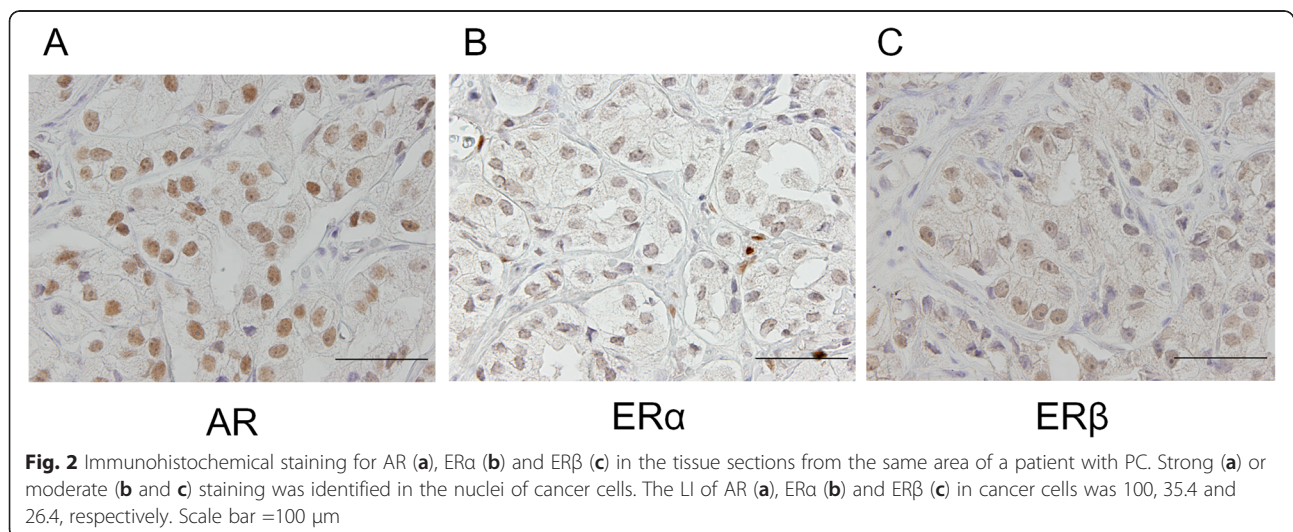 A B C
AR ERα ERβ
Fig. 2 Immunohistochemical staining for AR (a), ERα (b) and ERβ (c) in the tissue sections from the same area of a patient with PC. Strong (a) or
moderate (b and c) staining was identified in the nuclei of cancer cells. The LI of AR (a), ERα (b) and ERβ (c) in cancer cells was 100, 35.4 and
26.4, respectively. Scale bar =100 μm